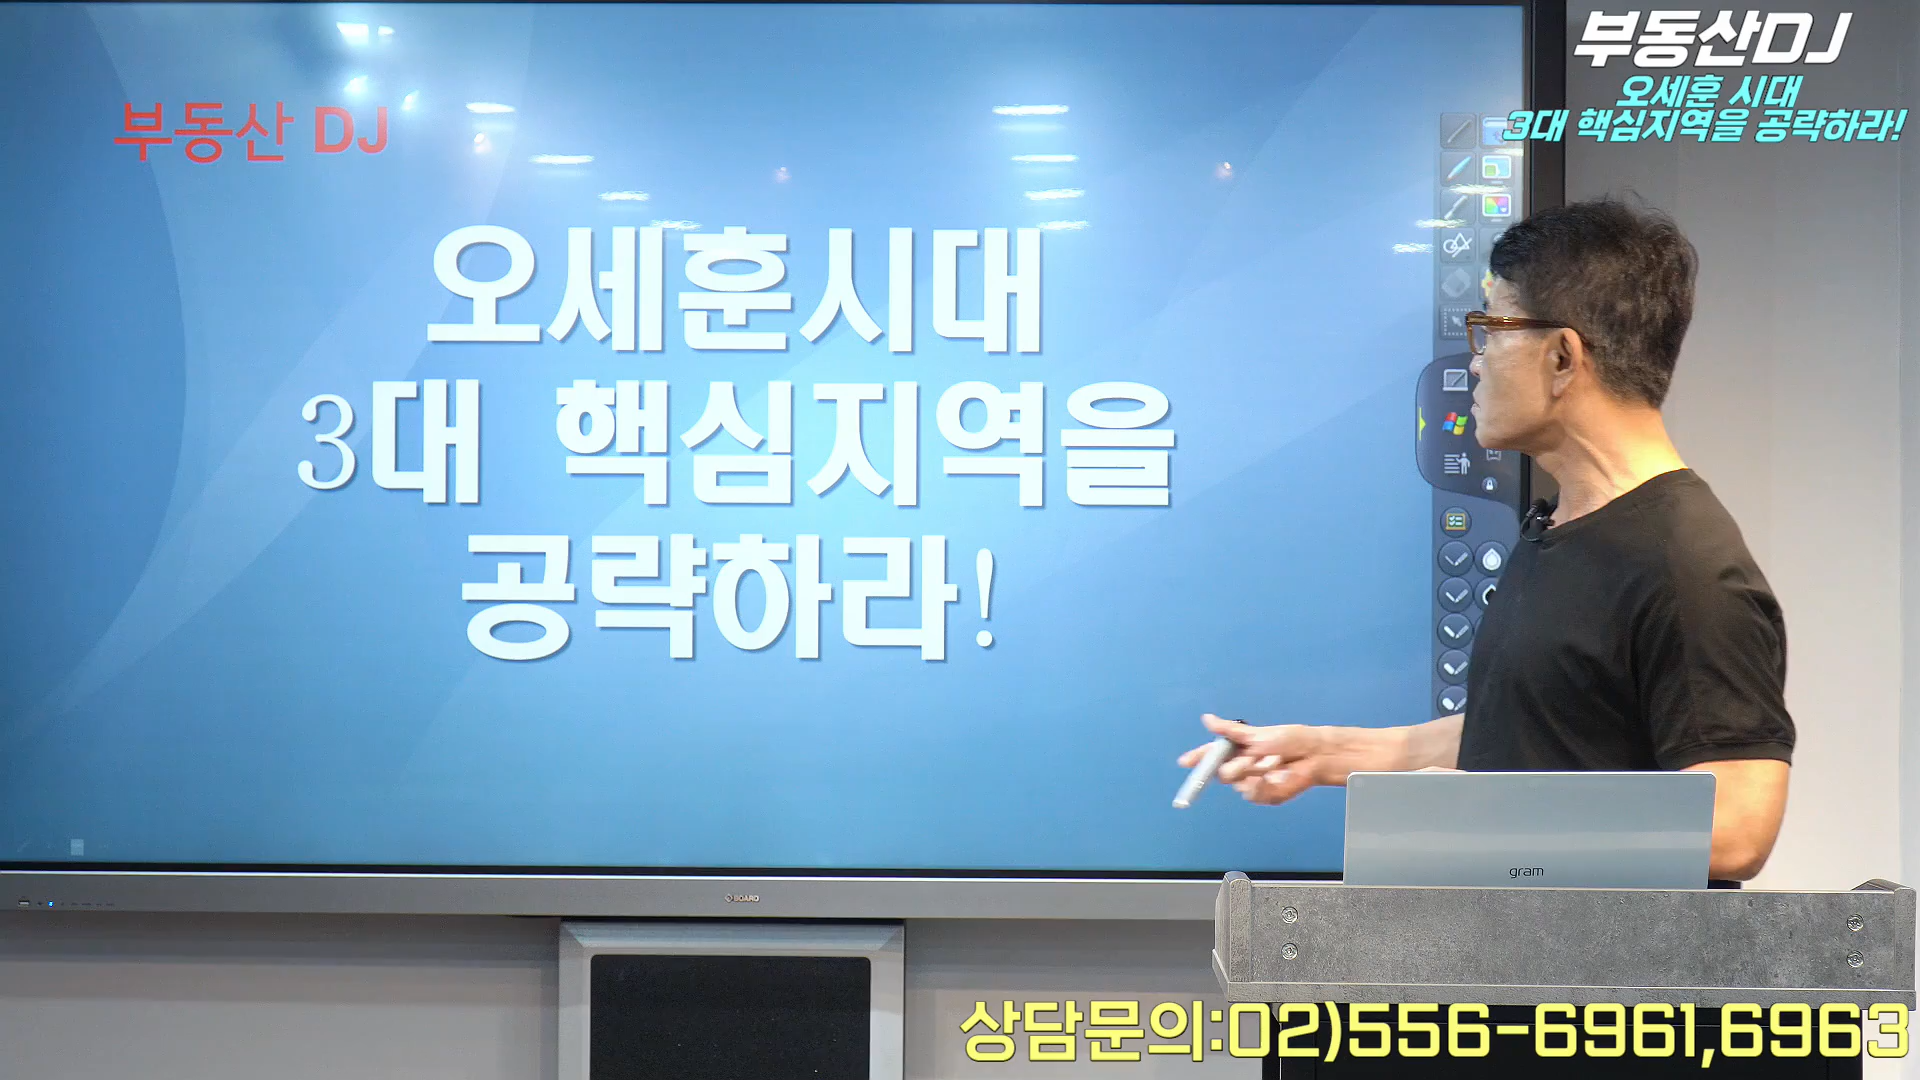 부동산DJ
오세훈 시대
3대 핵심지역을 공략하라!
부동산 DJ
오세훈시대
3대 핵심지역을
공략하라!
gram
BOARD
상담문의:02)556-6961,6963